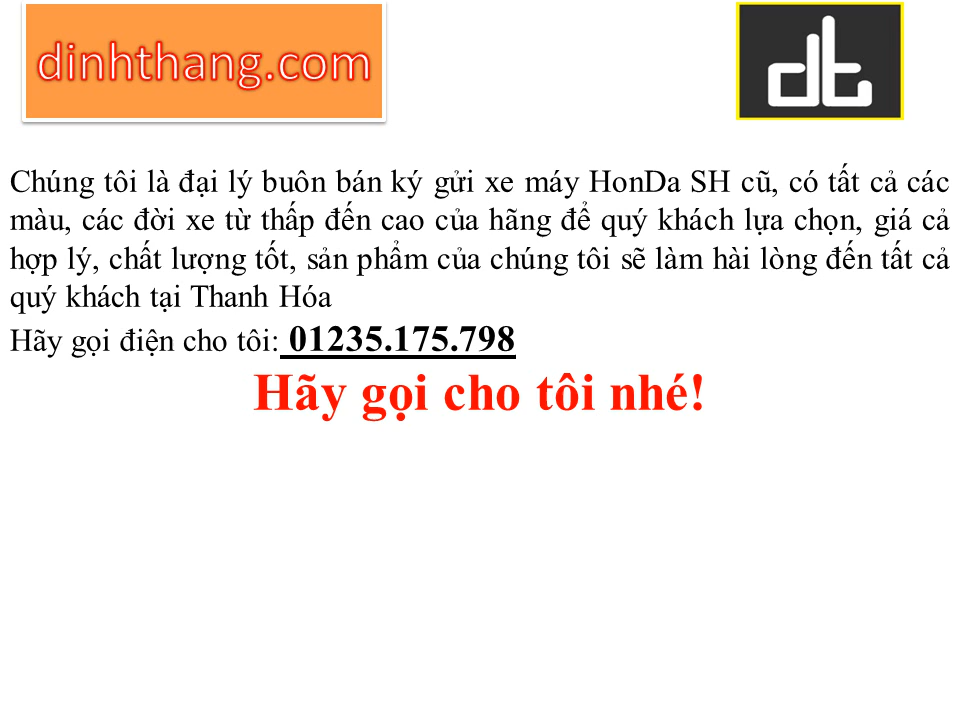 dinhthang.com
dt
Chúng tôi là đại lý buôn bán ký gửi xe máy HonDa SH cũ, có tất cả các
màu, các đời xe từ thấp đến cao của hãng để quý khách lựa chọn, giá cả
hợp lý, chất lượng tốt, sản phẩm của chúng tôi sẽ làm hài lòng đến tất cả
quý khách tại Thanh Hóa
Hãy gọi điện cho tôi: 01235.175.798
Hãy gọi cho tôi nhé!